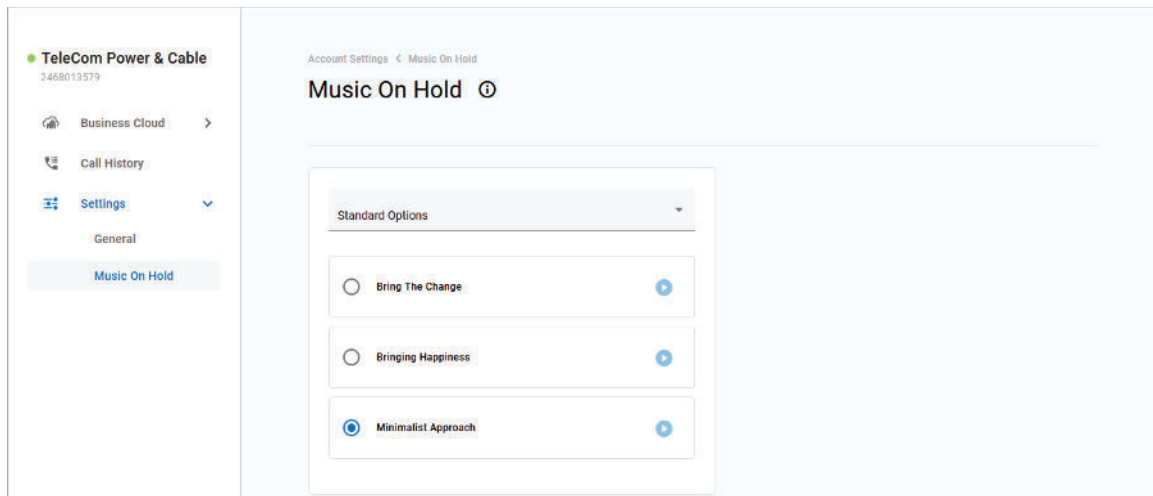 TeleCom Power & Cable
2468013579
Business Cloud
Call History
Settings
General
Music On Hold
Account Settings < Music On Hold
Music On Hold
Standard Options
Bring The Change
Bringing Happiness
Minimalist Approach